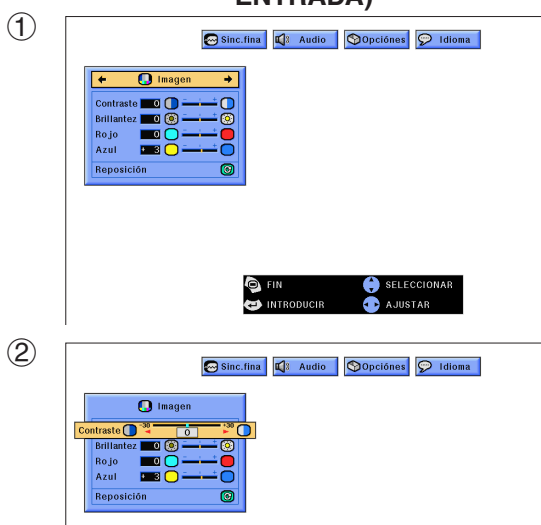 ENTRADA)
①
Sinc.fina Audio Opciónes Idioma
Imagen
Contraste 0 - +
Brillantez 0 - +
Rojo 0 - +
Azul + 3 - +
Reposición
FIN SELECCIONAR
INTRODUCIR AJUSTAR
②
Sinc.fina Audio Opciónes Idioma
Imagen
Contraste -30 0 +30
Brillantez 0 - +
Rojo 0 - +
Azul + 3 - +
Reposición